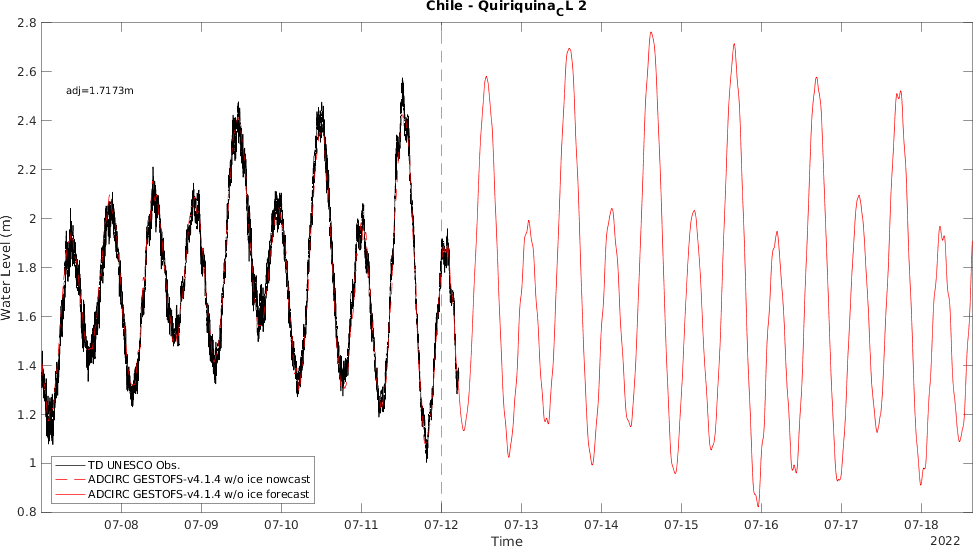 Chile - Quiriquina_CL 2
2.8
2.6
2.4
2.2
2
1.8
1.6
1.4
1.2
1
0.8
Water Level (m)
adj=1.7173m
TD UNESCO Obs.
ADCIRC GESTOFS-v4.1.4 w/o ice nowcast
ADCIRC GESTOFS-v4.1.4 w/o ice forecast
07-08 07-09 07-10 07-11 07-12 07-13 07-14 07-15 07-16 07-17 07-18
Time
2022